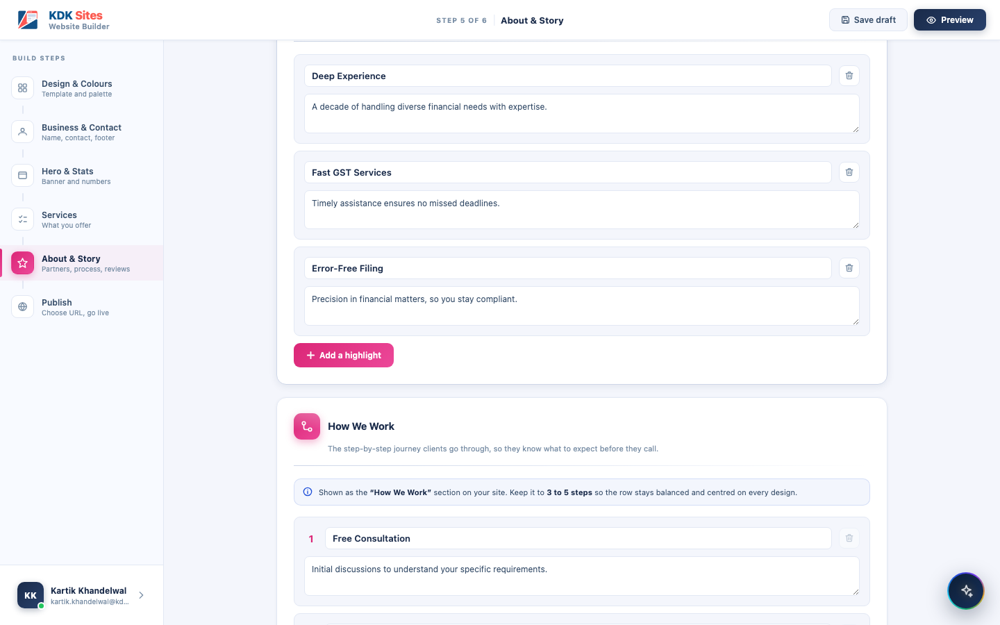 KDK Sites
Website Builder
STEP 5 OF 6
About & Story
Save draft
Preview
BUILD STEPS
Design & Colours
Template and palette
Business & Contact
Name, contact, footer
Hero & Stats
Banner and numbers
Services
What you offer
About & Story
Partners, process, reviews
Publish
Choose URL, go live
KK
Kartik Khandelwal
kartik.khandelwal@kd...
Deep Experience
A decade of handling diverse financial needs with expertise.
Fast GST Services
Timely assistance ensures no missed deadlines.
Error-Free Filing
Precision in financial matters, so you stay compliant.
Add a highlight
How We Work
The step-by-step journey clients go through, so they know what to expect before they call.
Shown as the “How We Work” section on your site. Keep it to 3 to 5 steps so the row stays balanced and centred on every design.
1
Free Consultation
Initial discussions to understand your specific requirements.